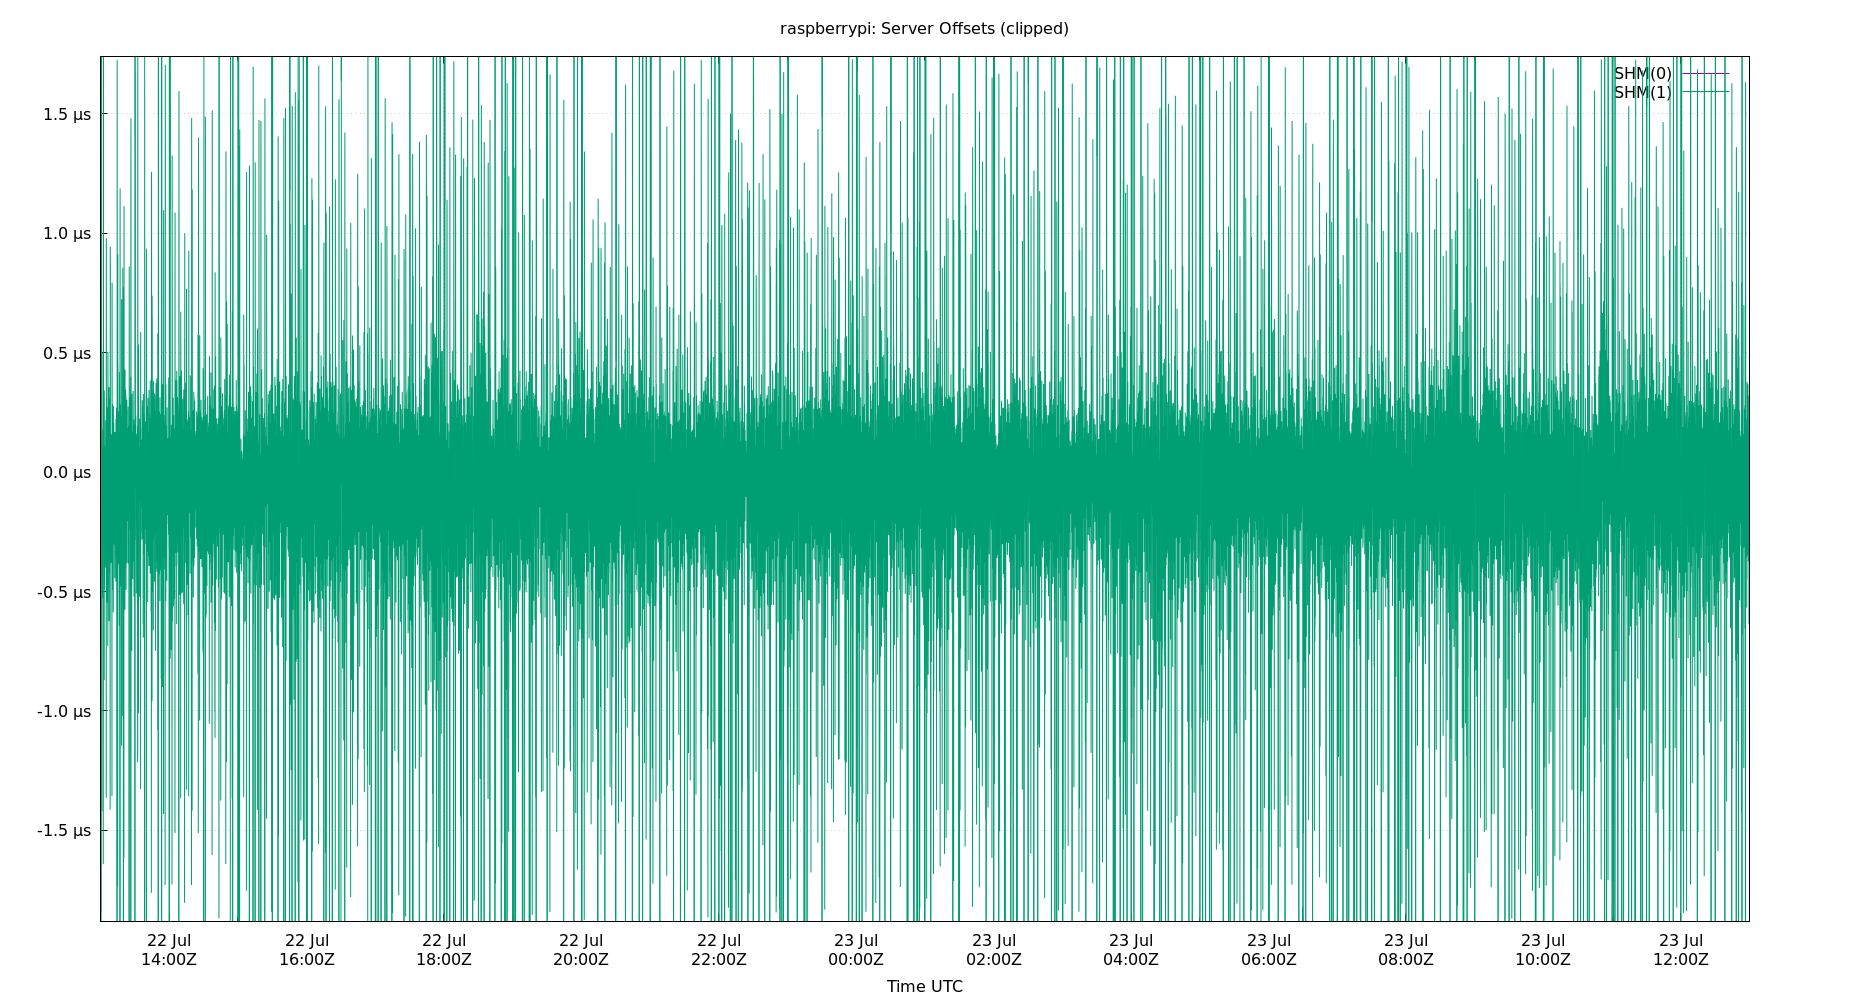 raspberrypi: Server Offsets (clipped)
SHM(0)
SHM(1)
1.5 µs
1.0 µs
0.5 µs
0.0 µs
-0.5 µs
-1.0 µs
-1.5 µs
22 Jul 22 Jul 22 Jul 22 Jul 22 Jul 23 Jul 23 Jul 23 Jul 23 Jul 23 Jul 23 Jul 23 Jul
14:00Z 16:00Z 18:00Z 20:00Z 22:00Z 00:00Z 02:00Z 04:00Z 06:00Z 08:00Z 10:00Z 12:00Z
Time UTC